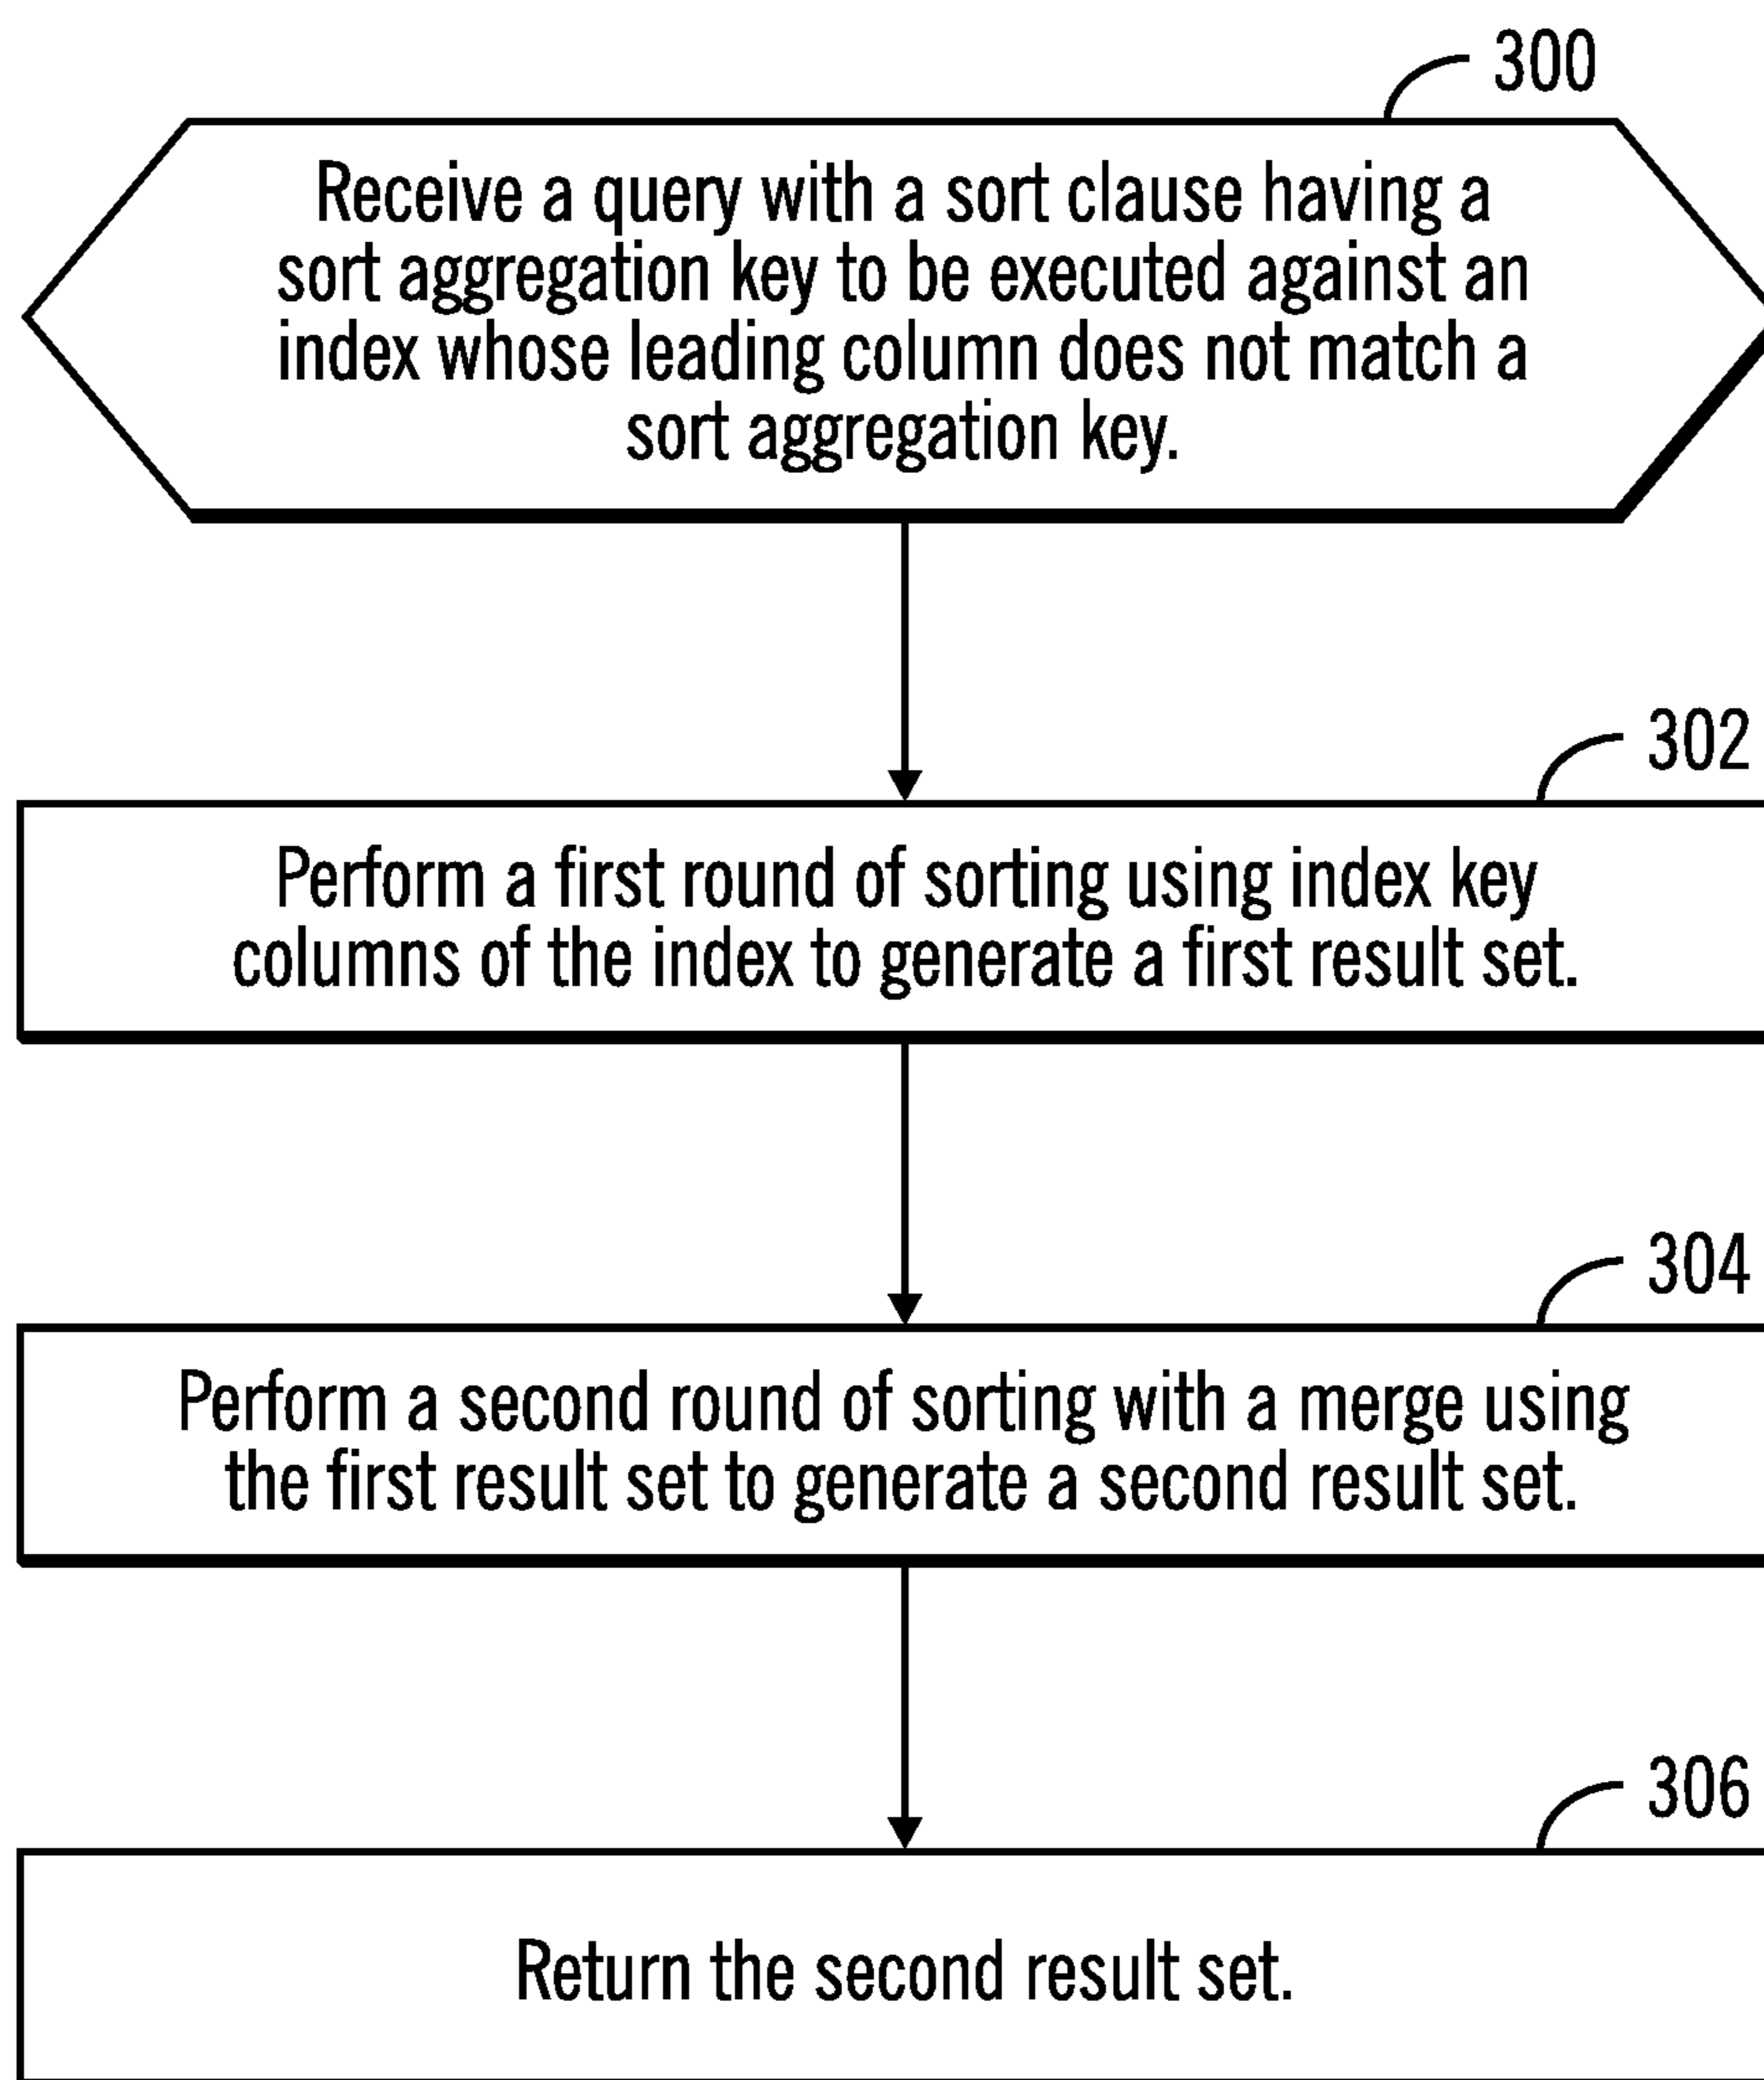 300
Receive a query with a sort clause having a
sort aggregation key to be executed against an
index whose leading column does not match a
sort aggregation key.
302
Perform a first round of sorting using index key
columns of the index to generate a first result set.
304
Perform a second round of sorting with a merge using
the first result set to generate a second result set.
306
Return the second result set.